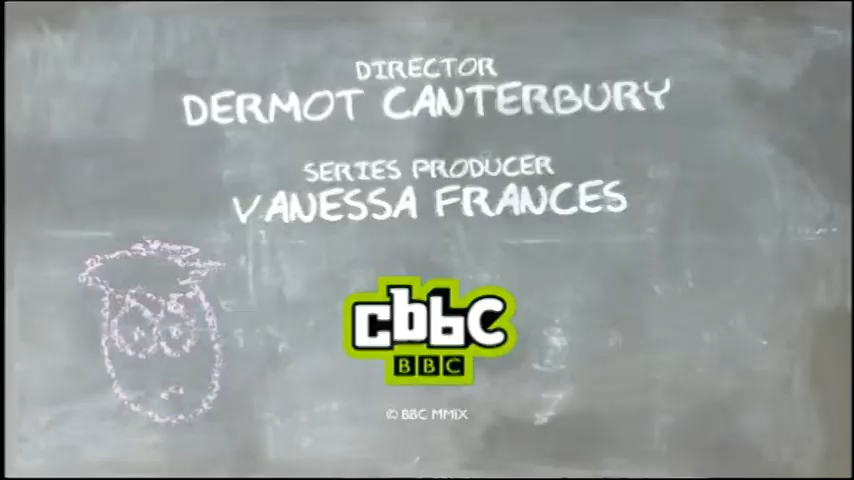 DIRECTOR
DERMOT CANTERBURY
SERIES PRODUCER
VANESSA FRANCES
cbbc
BBC
© BBC MMIX